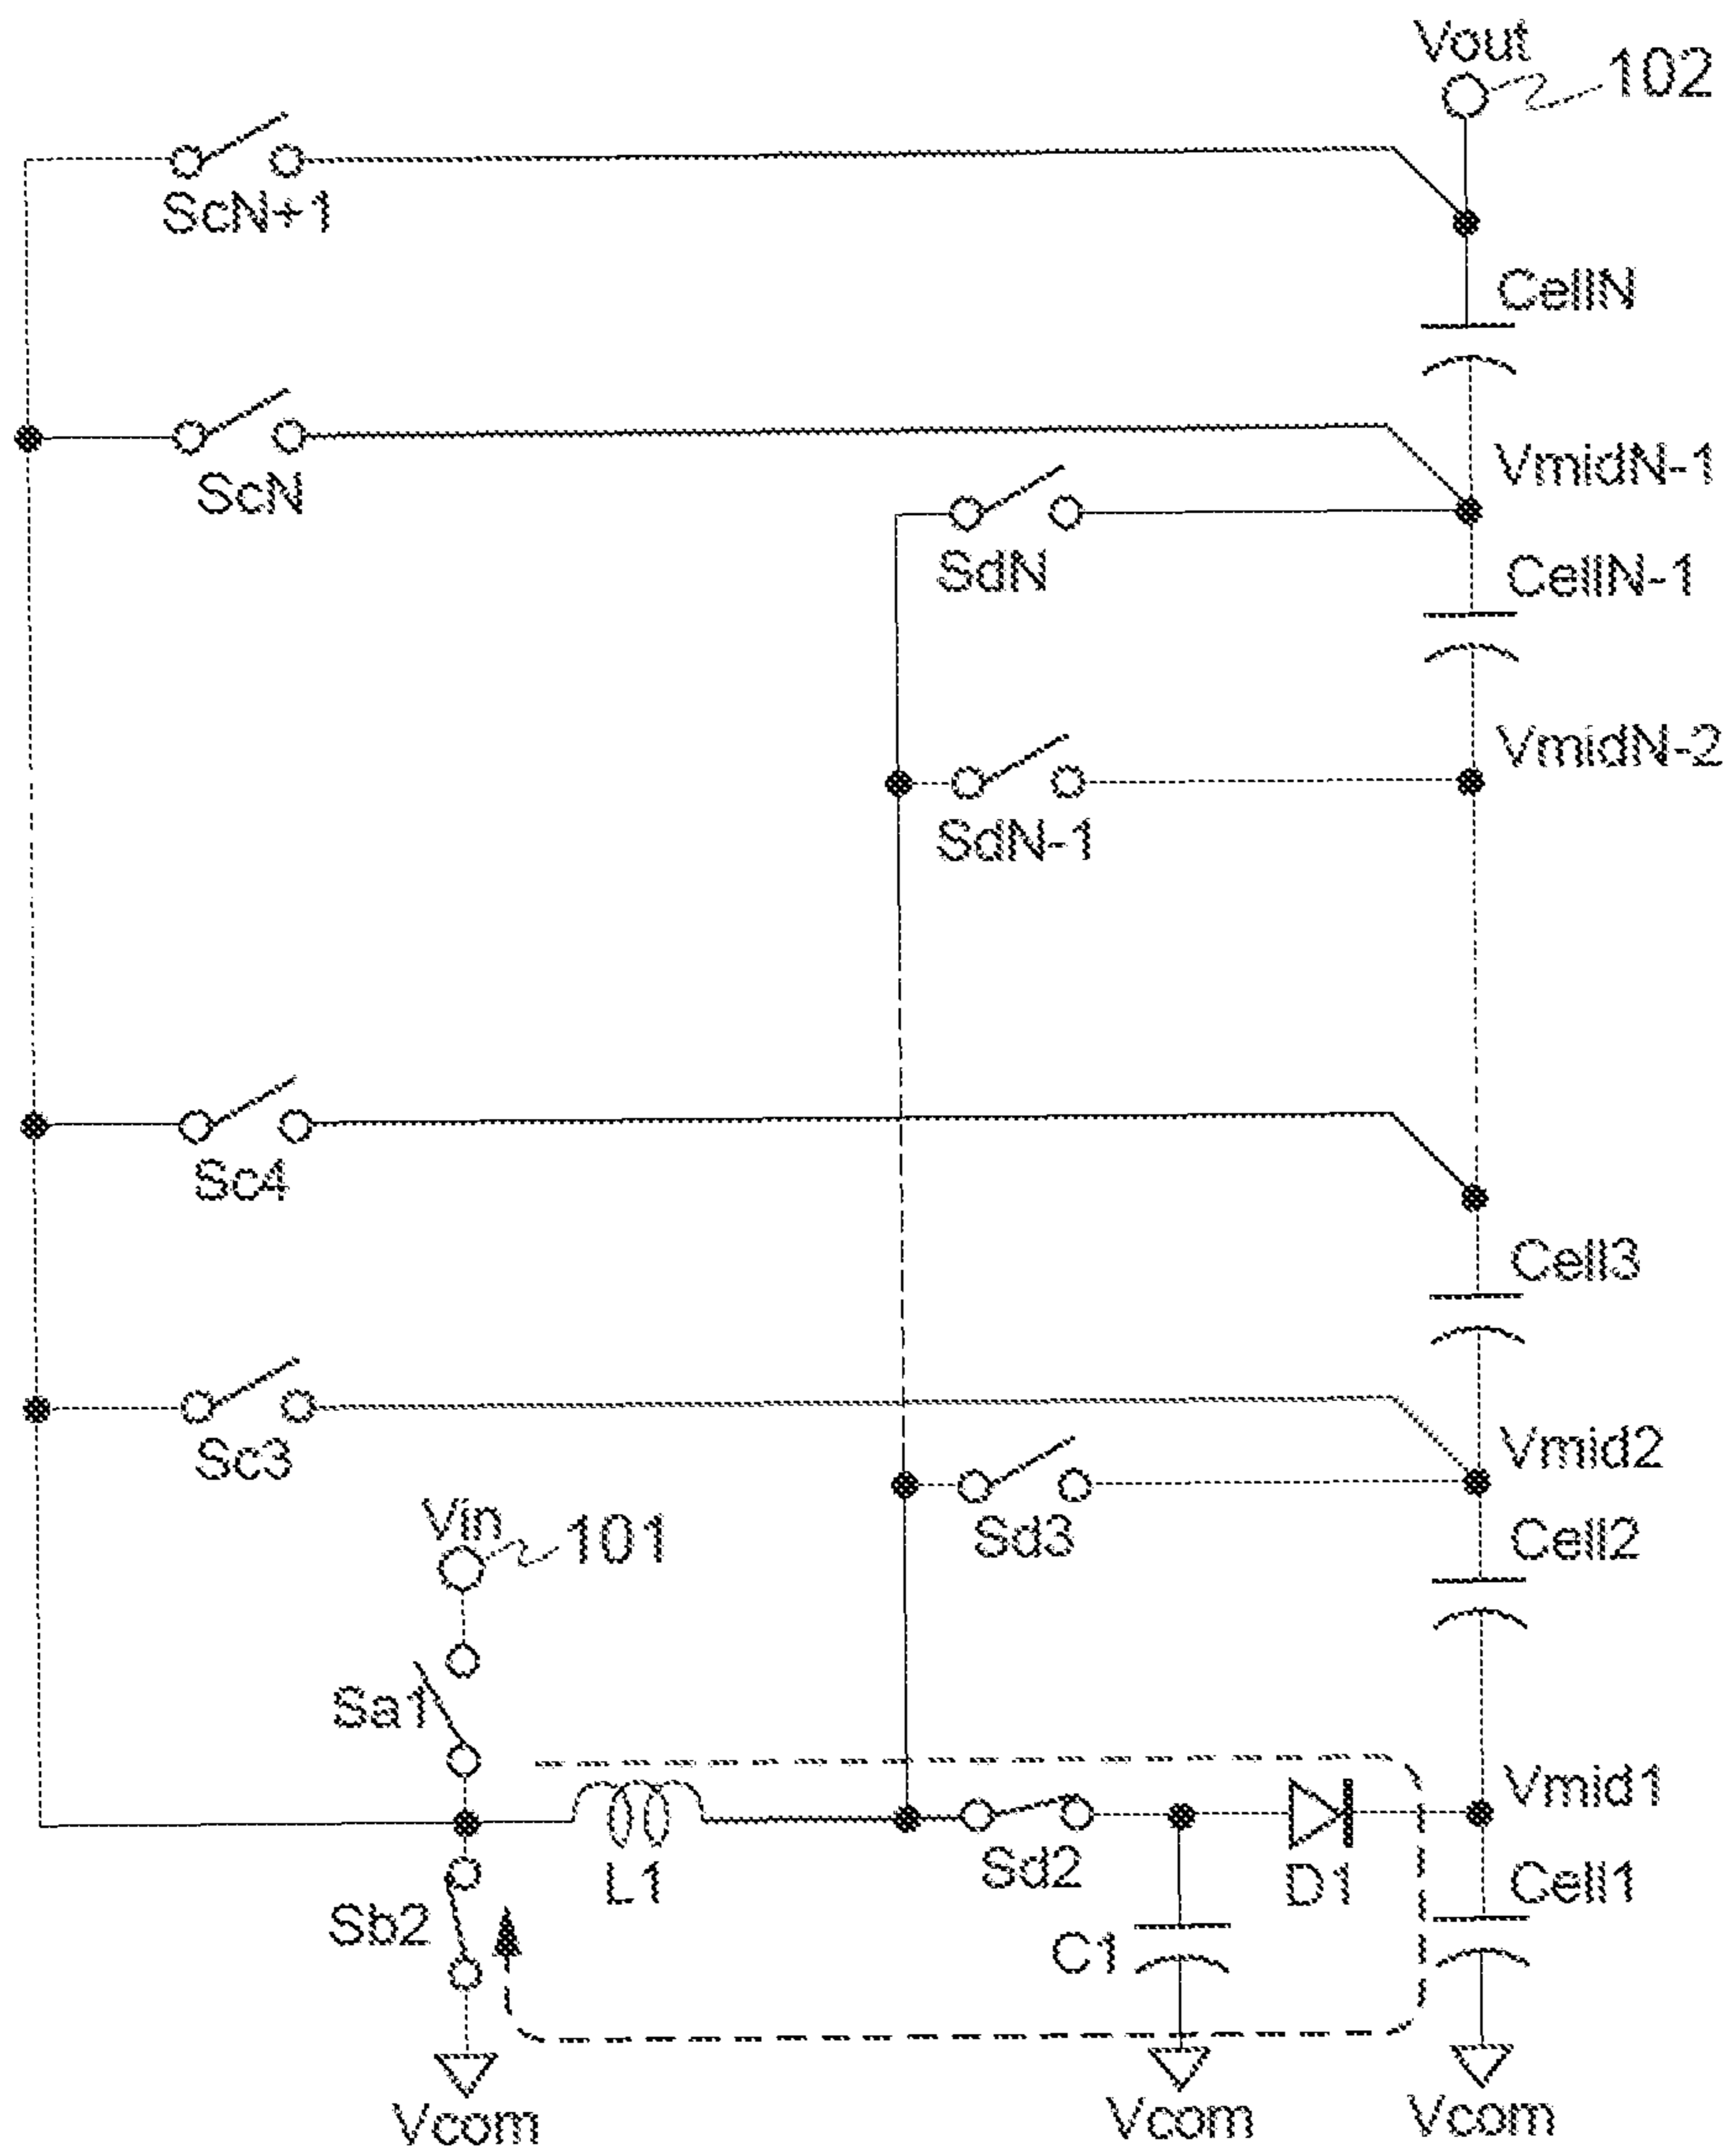 Vout
102
ScN+1
CellN
ScN
VmidN-1
SdN
CellN-1
VmidN-2
SdN-1
Sc4
Cell3
Sc3
Vmid2
Vin
101
Sd3
Cell2
Sa1
Vmid1
L1
Sd2
D1
Cell1
Sb2
C1
Vcom
Vcom
Vcom